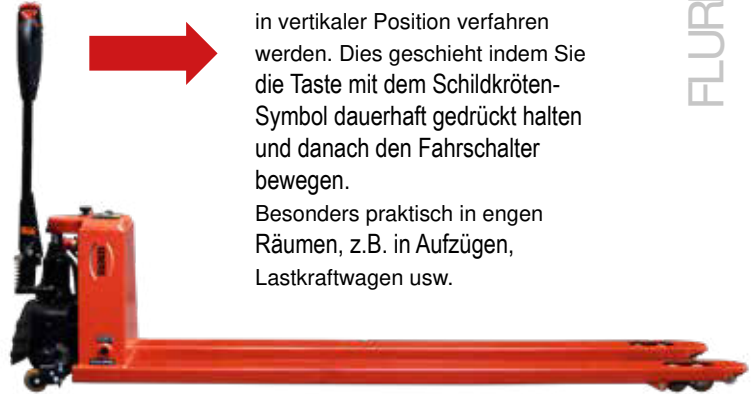 in vertikaler Position verfahren
werden. Dies geschieht indem Sie
die Taste mit dem Schildkröten-
Symbol dauerhaft gedrückt halten
und danach den Fahrschalter
bewegen.
Besonders praktisch in engen
Räumen, z.B. in Aufzügen,
Lastkraftwagen usw.
FLUR